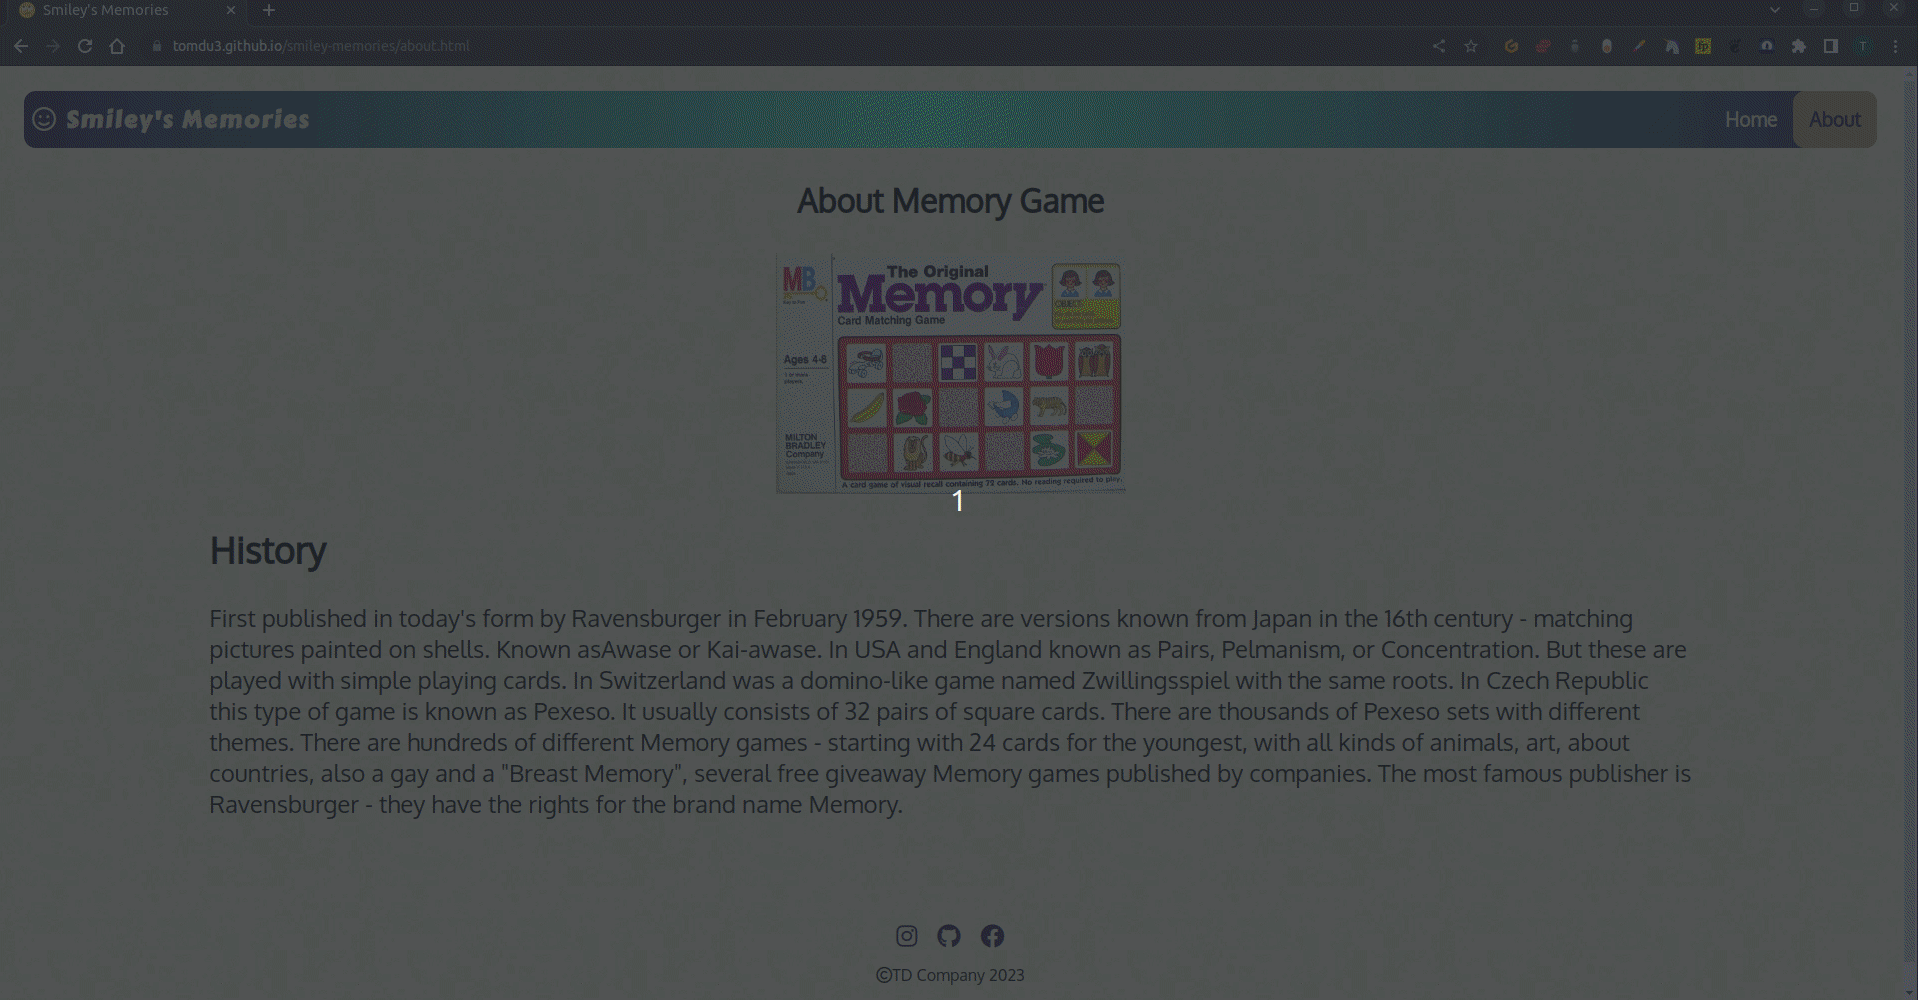 Smiley's Memories
tomdu3.github.io/smiley-memories/about.html
Smiley's Memories
Home
About
About Memory Game
MB
The Original
Memory
Card Matching Game
OBJECT
Ages 4-8
1 or more
players
MILTON
BRADLEY
Company
A card game of visual recall containing 72 cards. No reading required to play.
1
History
First published in today's form by Ravensburger in February 1959. There are versions known from Japan in the 16th century - matching
pictures painted on shells. Known asAwase or Kai-awase. In USA and England known as Pairs, Pelmanism, or Concentration. But these are
played with simple playing cards. In Switzerland was a domino-like game named Zwillingsspiel with the same roots. In Czech Republic
this type of game is known as Pexeso. It usually consists of 32 pairs of square cards. There are thousands of Pexeso sets with different
themes. There are hundreds of different Memory games - starting with 24 cards for the youngest, with all kinds of animals, art, about
countries, also a gay and a "Breast Memory", several free giveaway Memory games published by companies. The most famous publisher is
Ravensburger - they have the rights for the brand name Memory.
©TD Company 2023